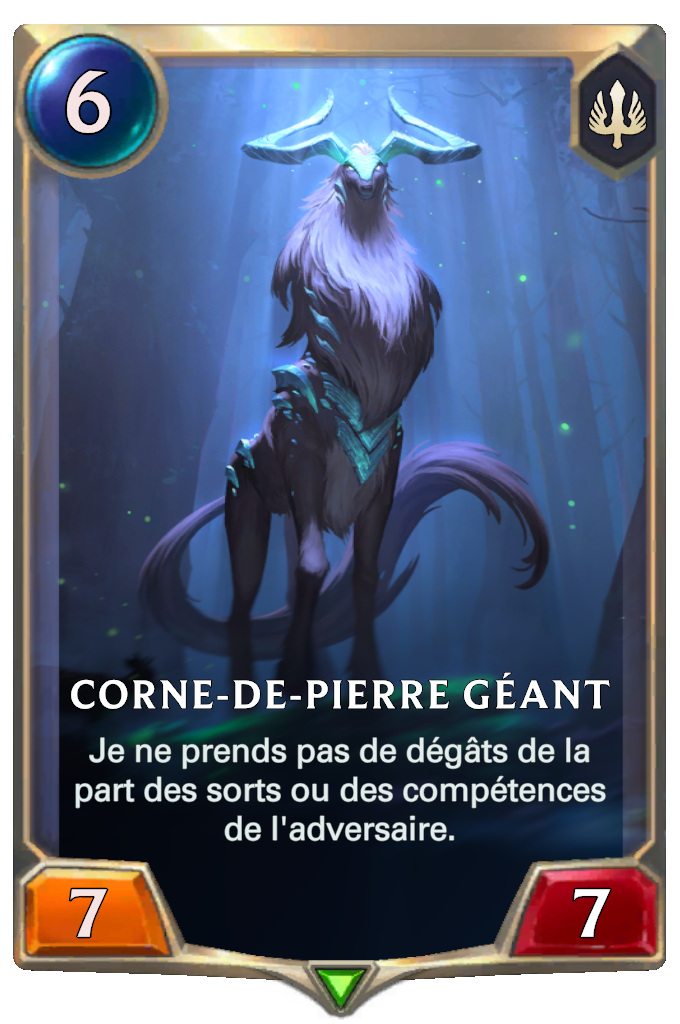 6
CORNE-DE-PIERRE GÉANT
Je ne prends pas de dégâts de la
part des sorts ou des compétences
de l'adversaire.
7
7